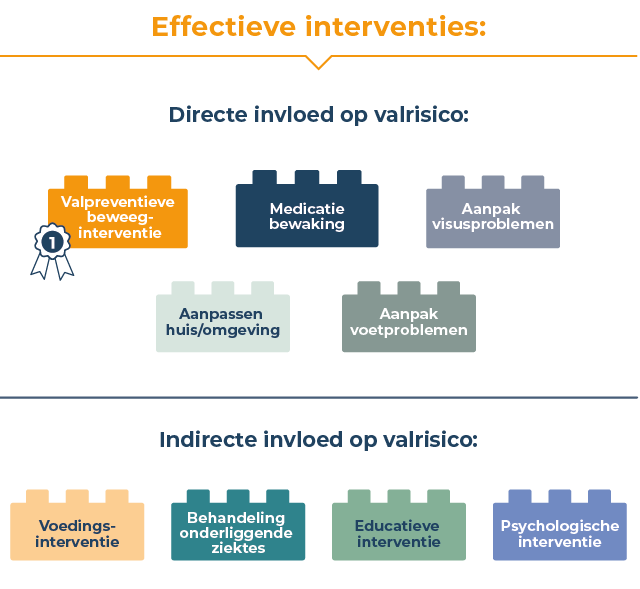 Effectieve interventies:
Directe invloed op valrisico:
Valpreventieve
beweeg-
interventie
1
Medicatie
bewaking
Aanpak
visusproblemen
Aanpassen
huis/omgeving
Aanpak
voetproblemen
Indirecte invloed op valrisico:
Voedings-
interventie
Behandeling
onderliggende
ziektes
Educatieve
interventie
Psychologische
interventie